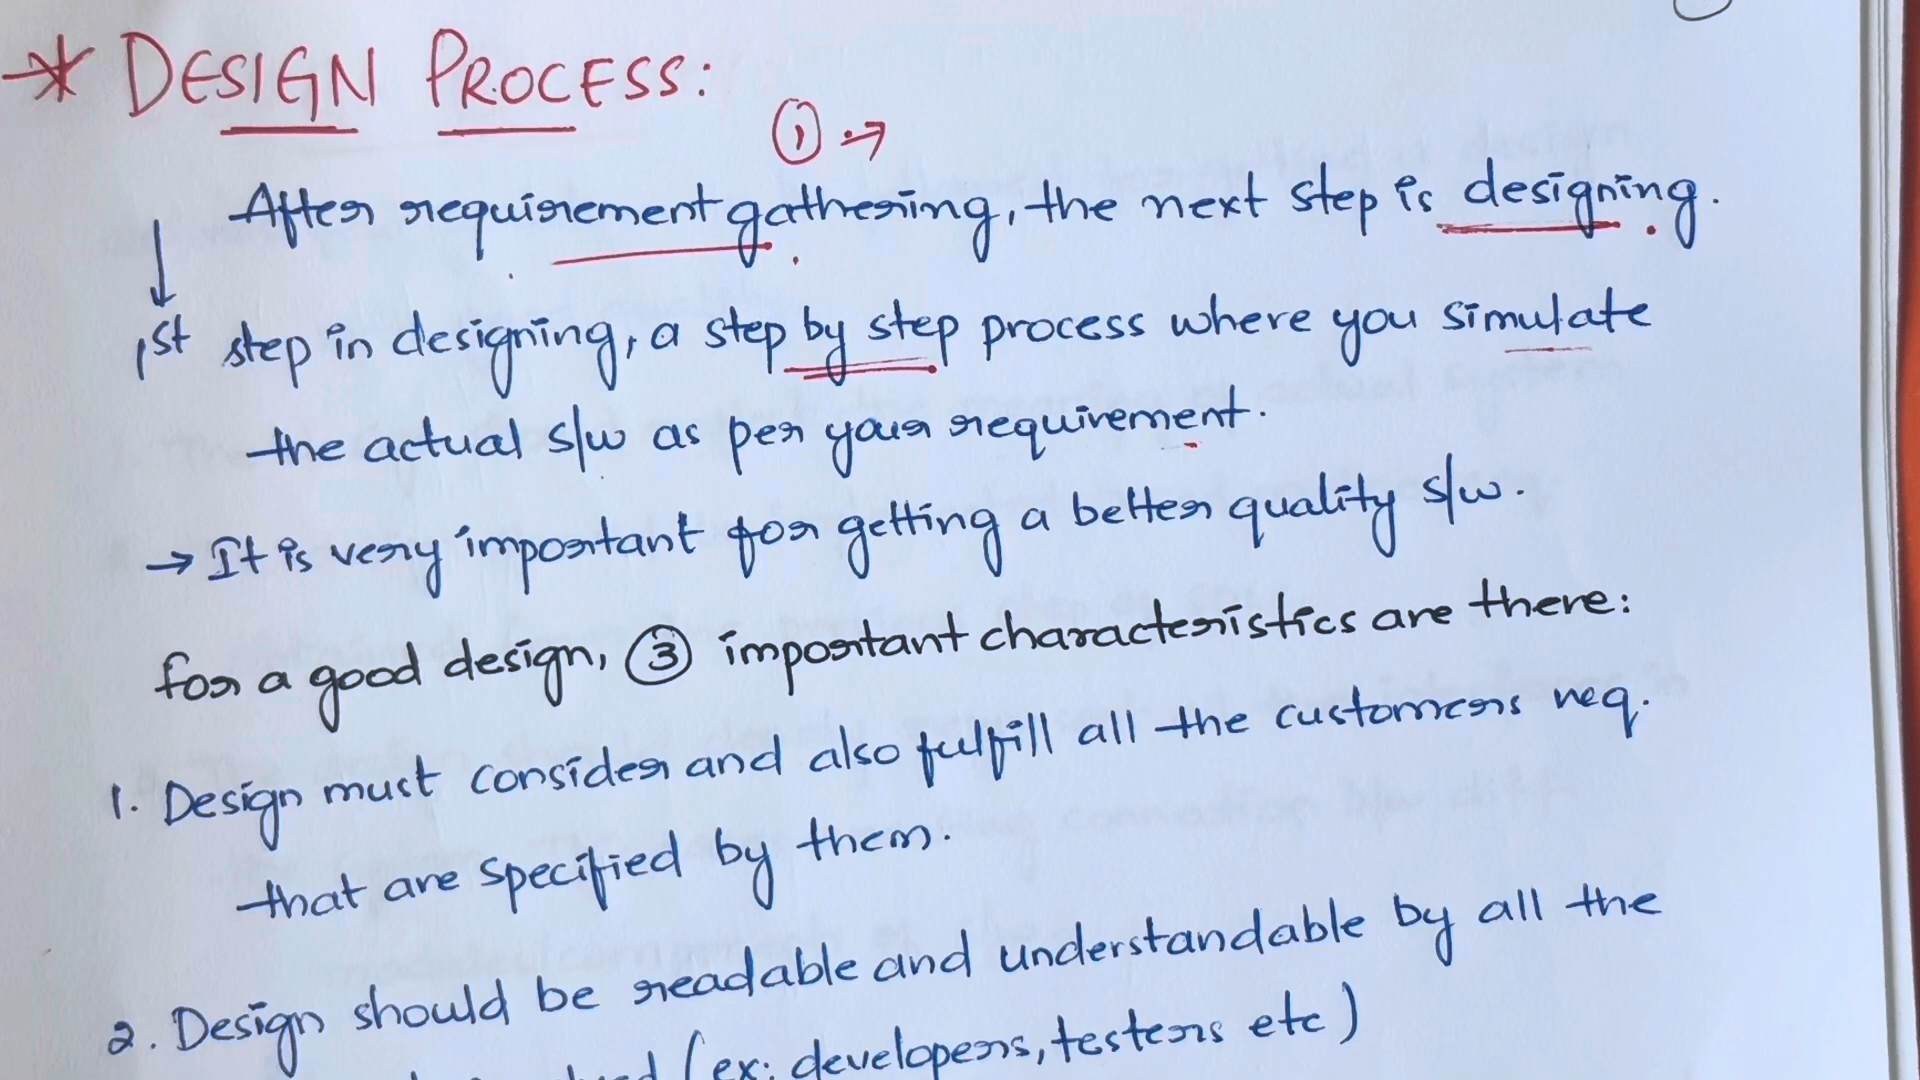 * DESIGN PROCESS:
① →
After requirement gathering, the next step is designing.
↓
1st step in designing, a step by step process where you simulate
the actual s/w as per your requirement.
→ It is very important for getting a better quality s/w.
for a good design, ③ important characteristics are there:
1. Design must consider and also fulfill all the customers req.
that are specified by them.
2. Design should be readable and understandable by all the
(ex: developers, testers etc)